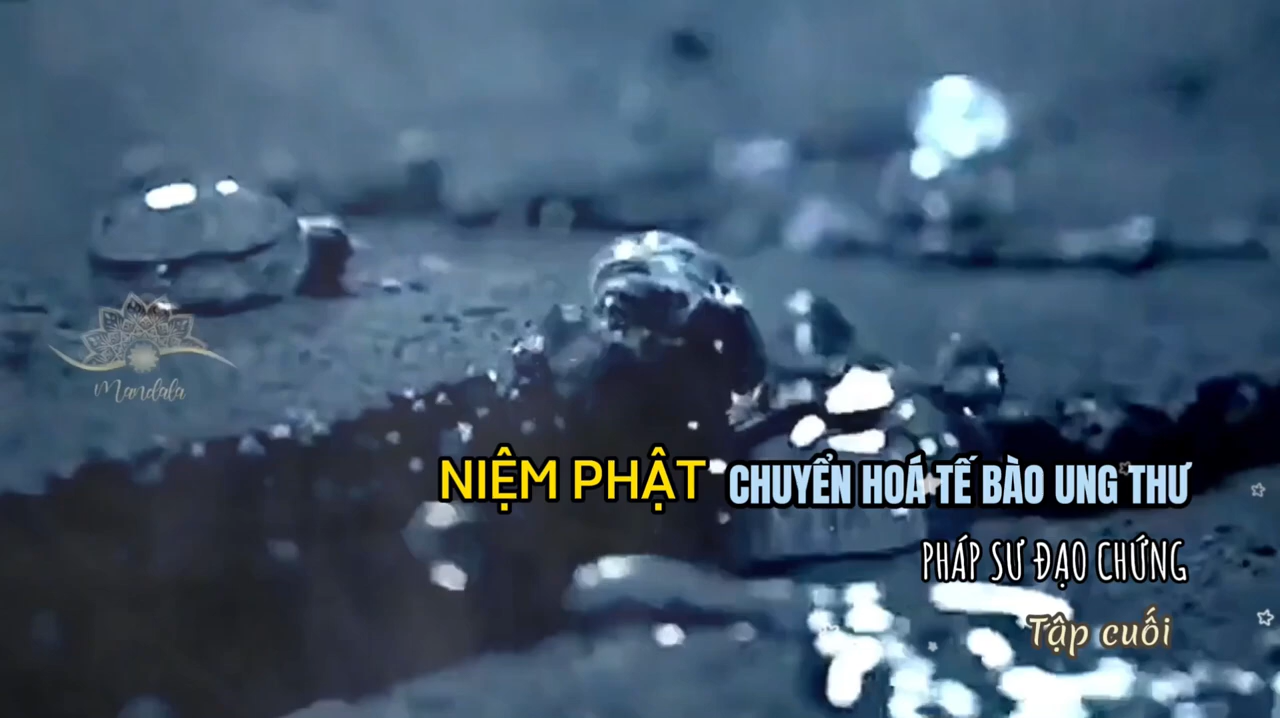 Mandala
NIỆM PHẬT CHUYỂN HOÁ TẾ BÀO UNG THƯ
PHÁP SƯ ĐẠO CHỨNG
Tập cuối